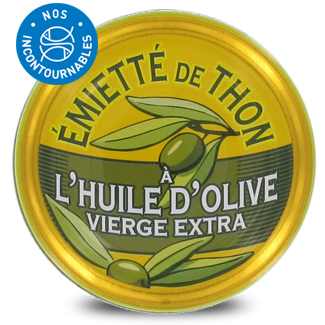 NOS
INCONTOURNABLES
ÉMIETTÉ DE THON
À
L'HUILE D'OLIVE
VIERGE EXTRA